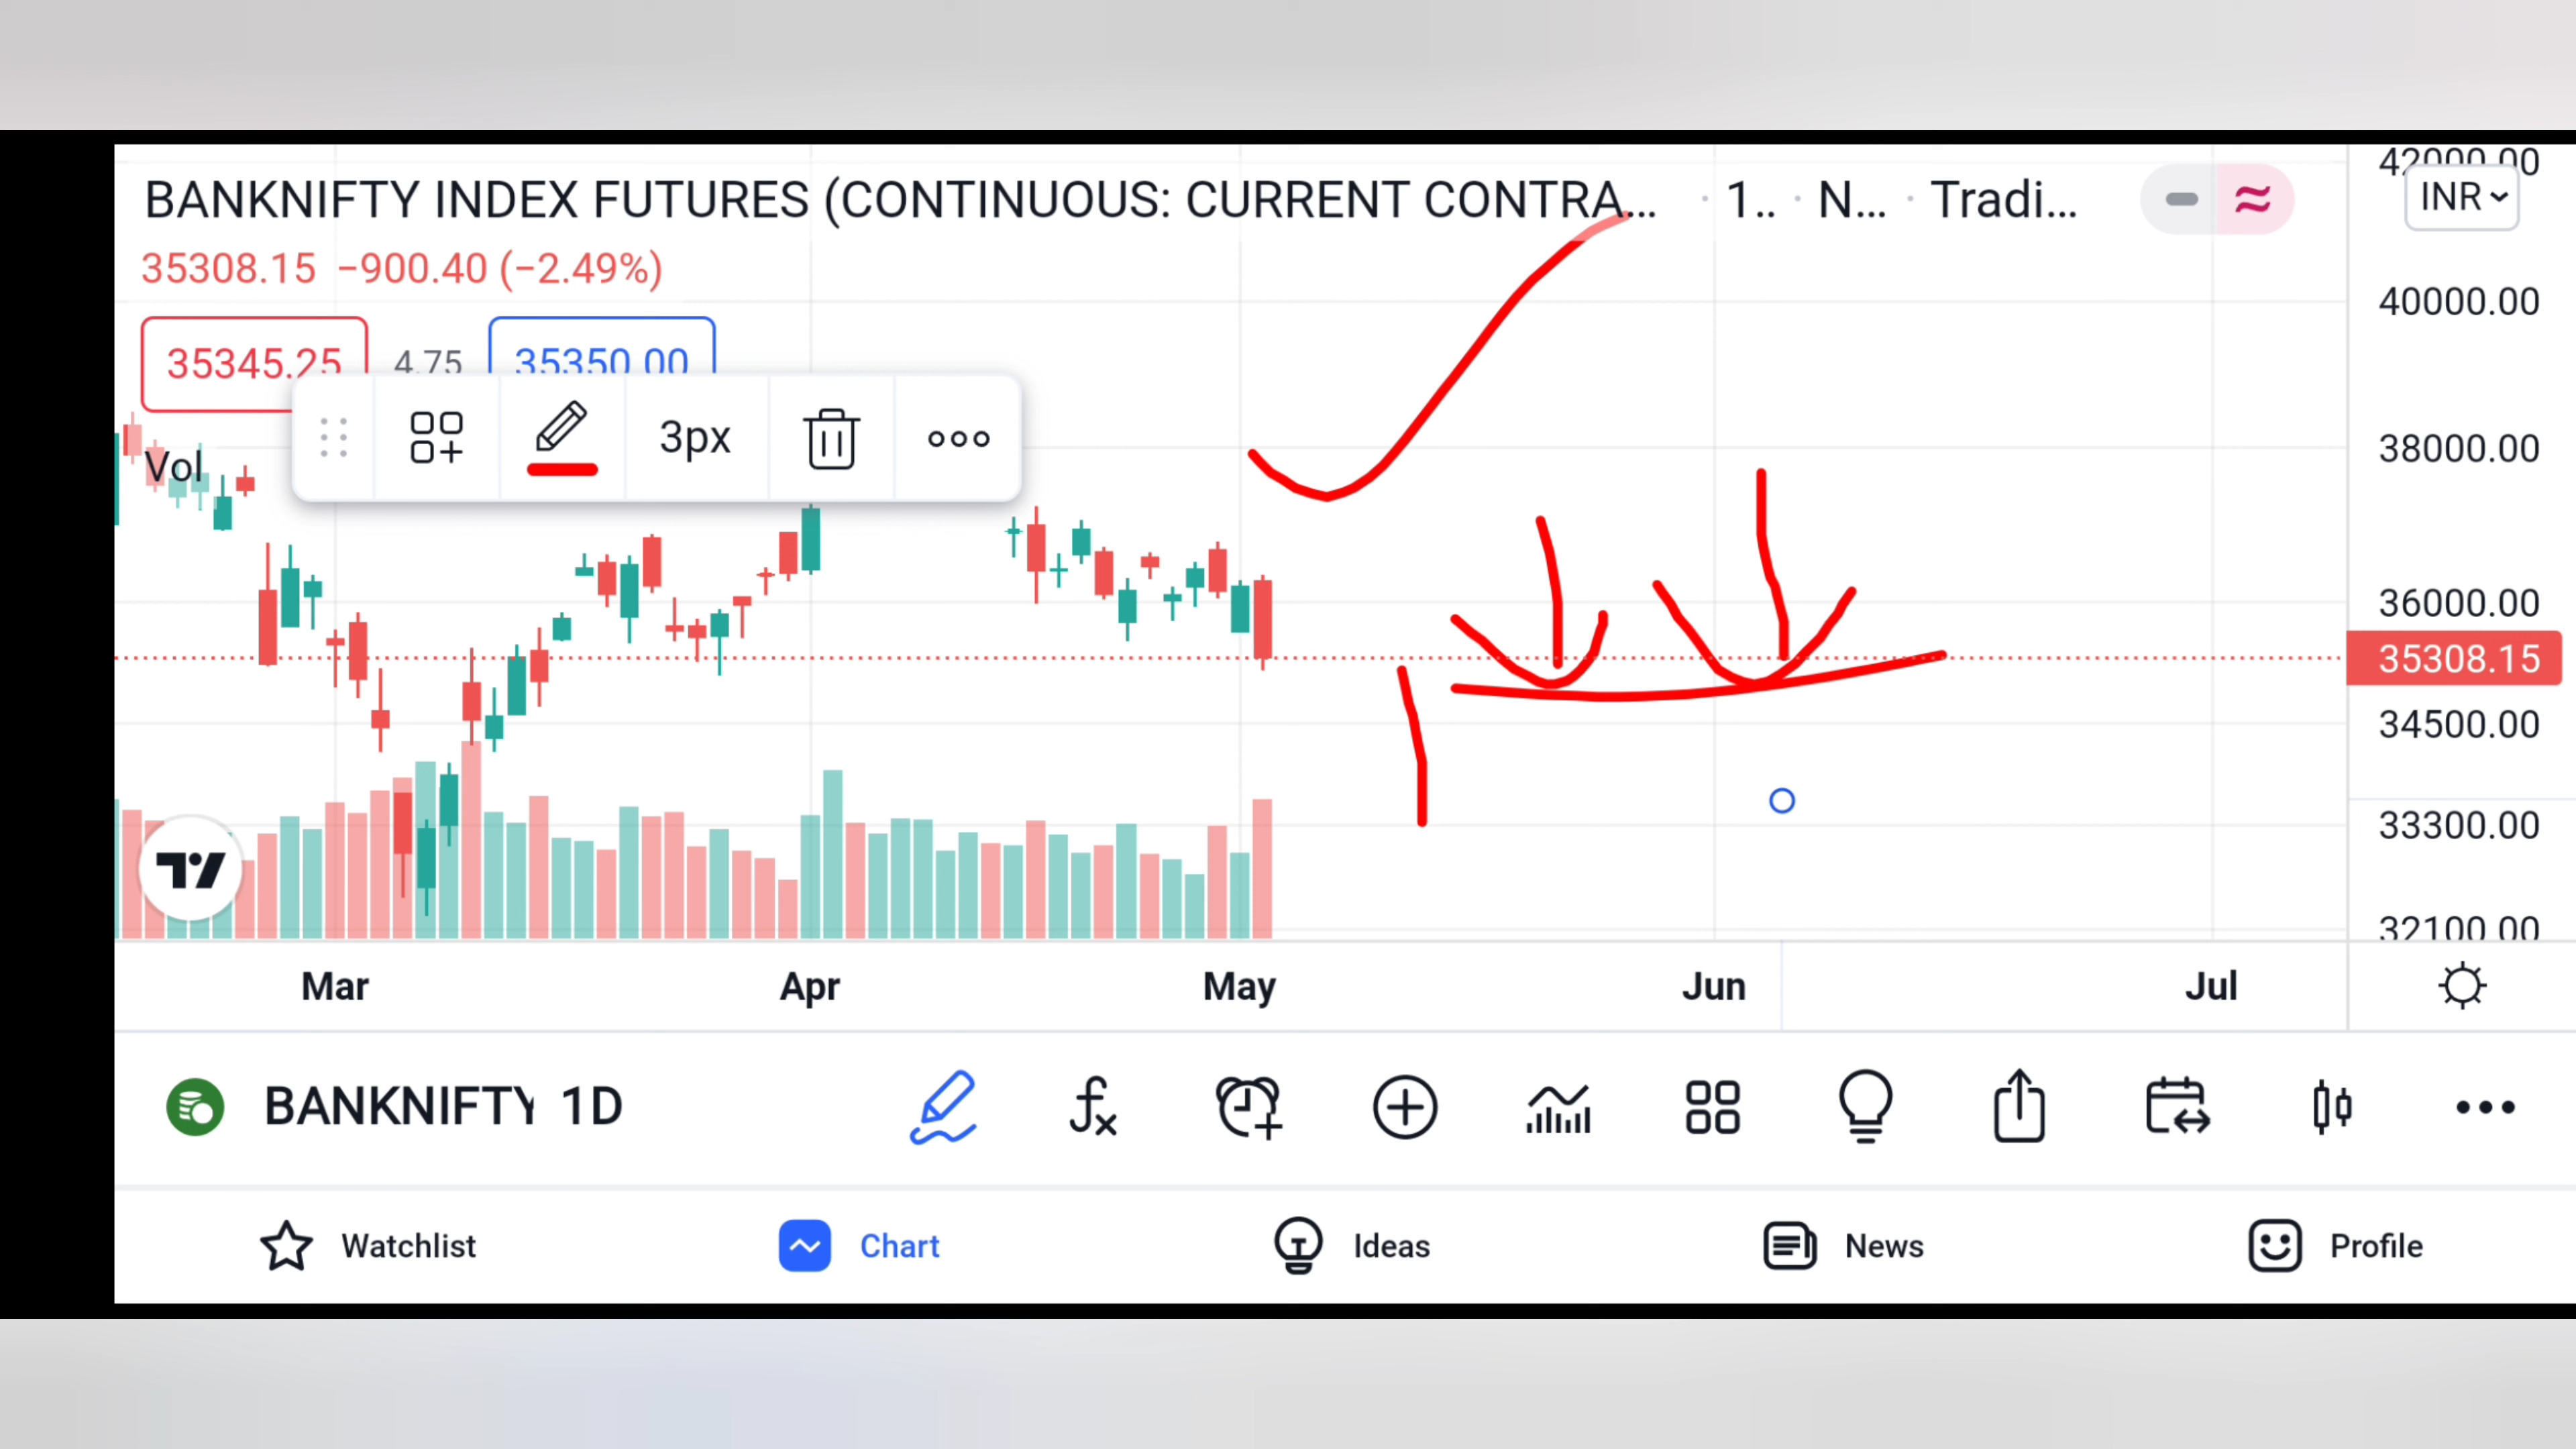 BANKNIFTY INDEX FUTURES (CONTINUOUS: CURRENT CONTRA... · 1.. · N... · Tradi...
35308.15 −900.40 (−2.49%)
35345.25 4.75 35350.00
Vol
3px
INR
42000.00
40000.00
38000.00
36000.00
35308.15
34500.00
33300.00
32100.00
Mar Apr May Jun Jul
BANKNIFTY 1D
Watchlist Chart Ideas News Profile